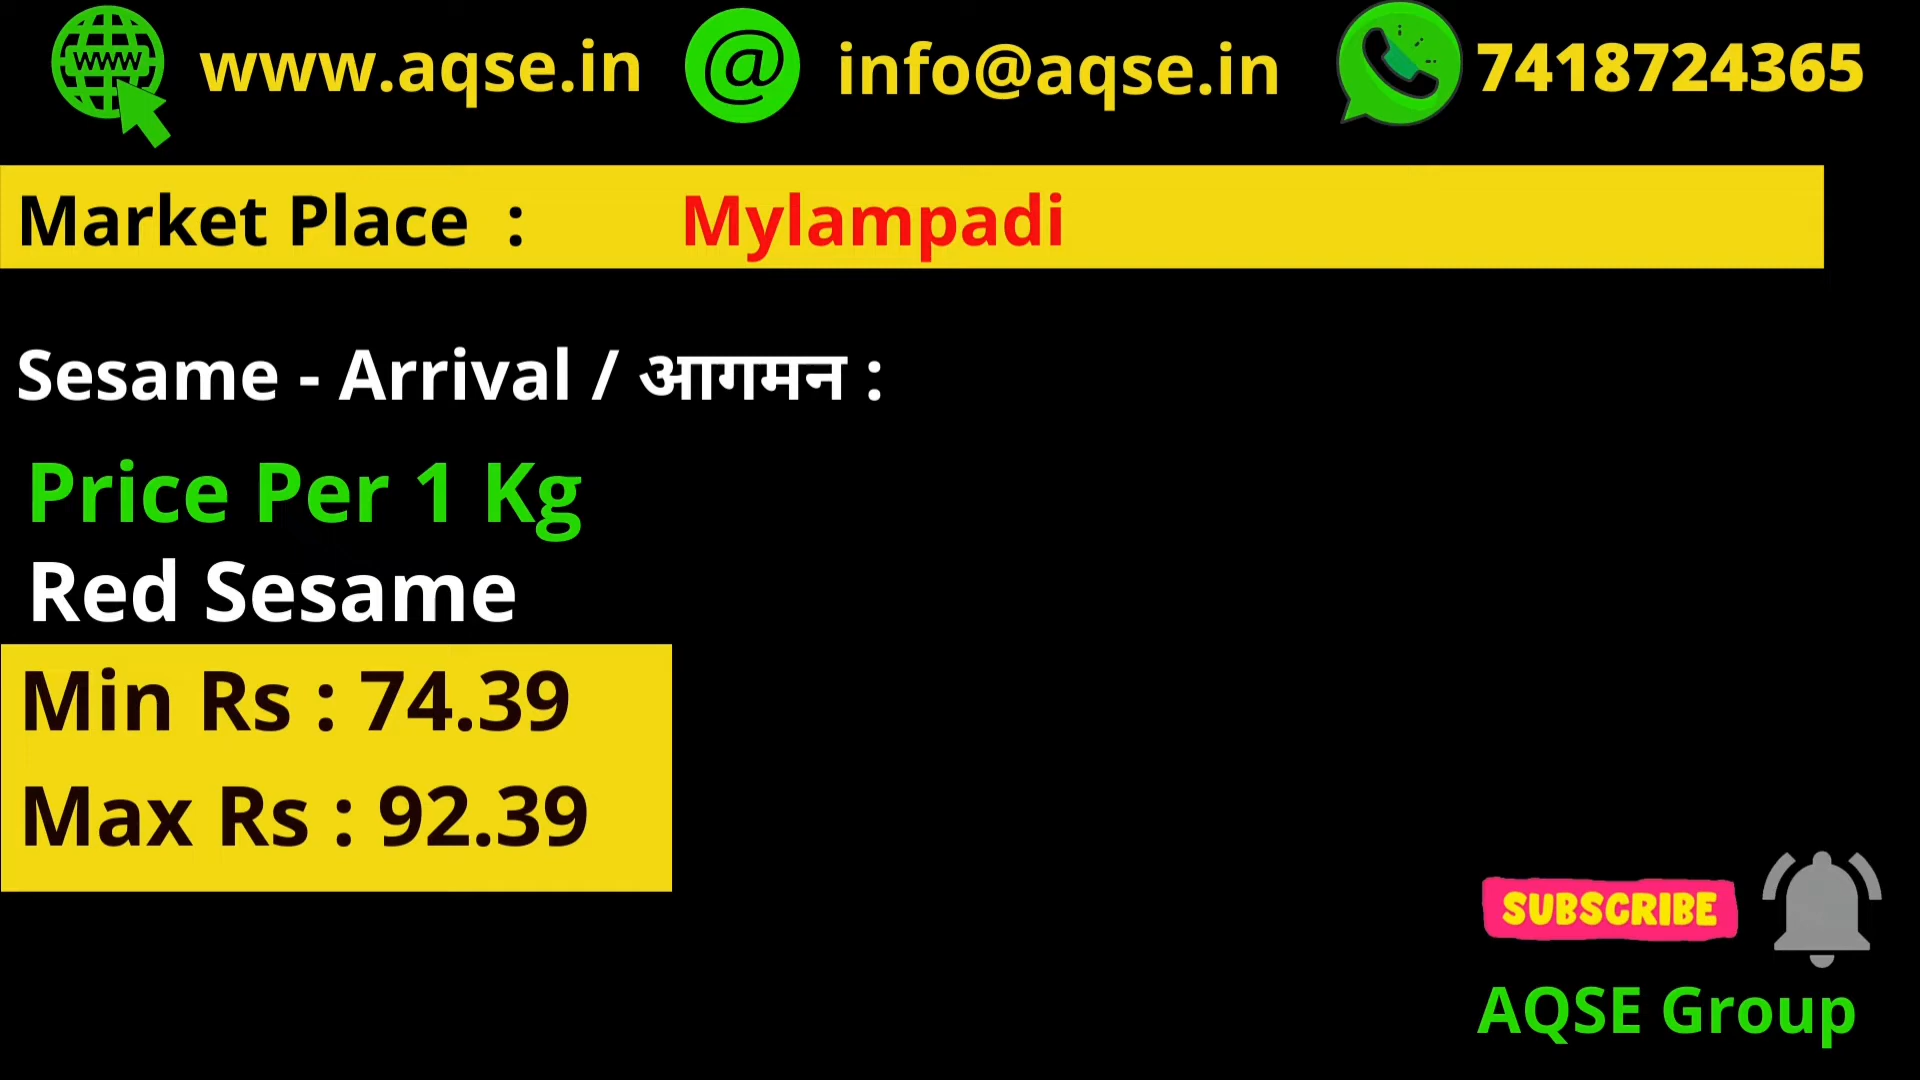 www www.aqse.in @ info@aqse.in 7418724365
Market Place : Mylampadi
Sesame - Arrival / आगमन :
Price Per 1 Kg
Red Sesame
Min Rs : 74.39
Max Rs : 92.39
SUBSCRIBE
AQSE Group